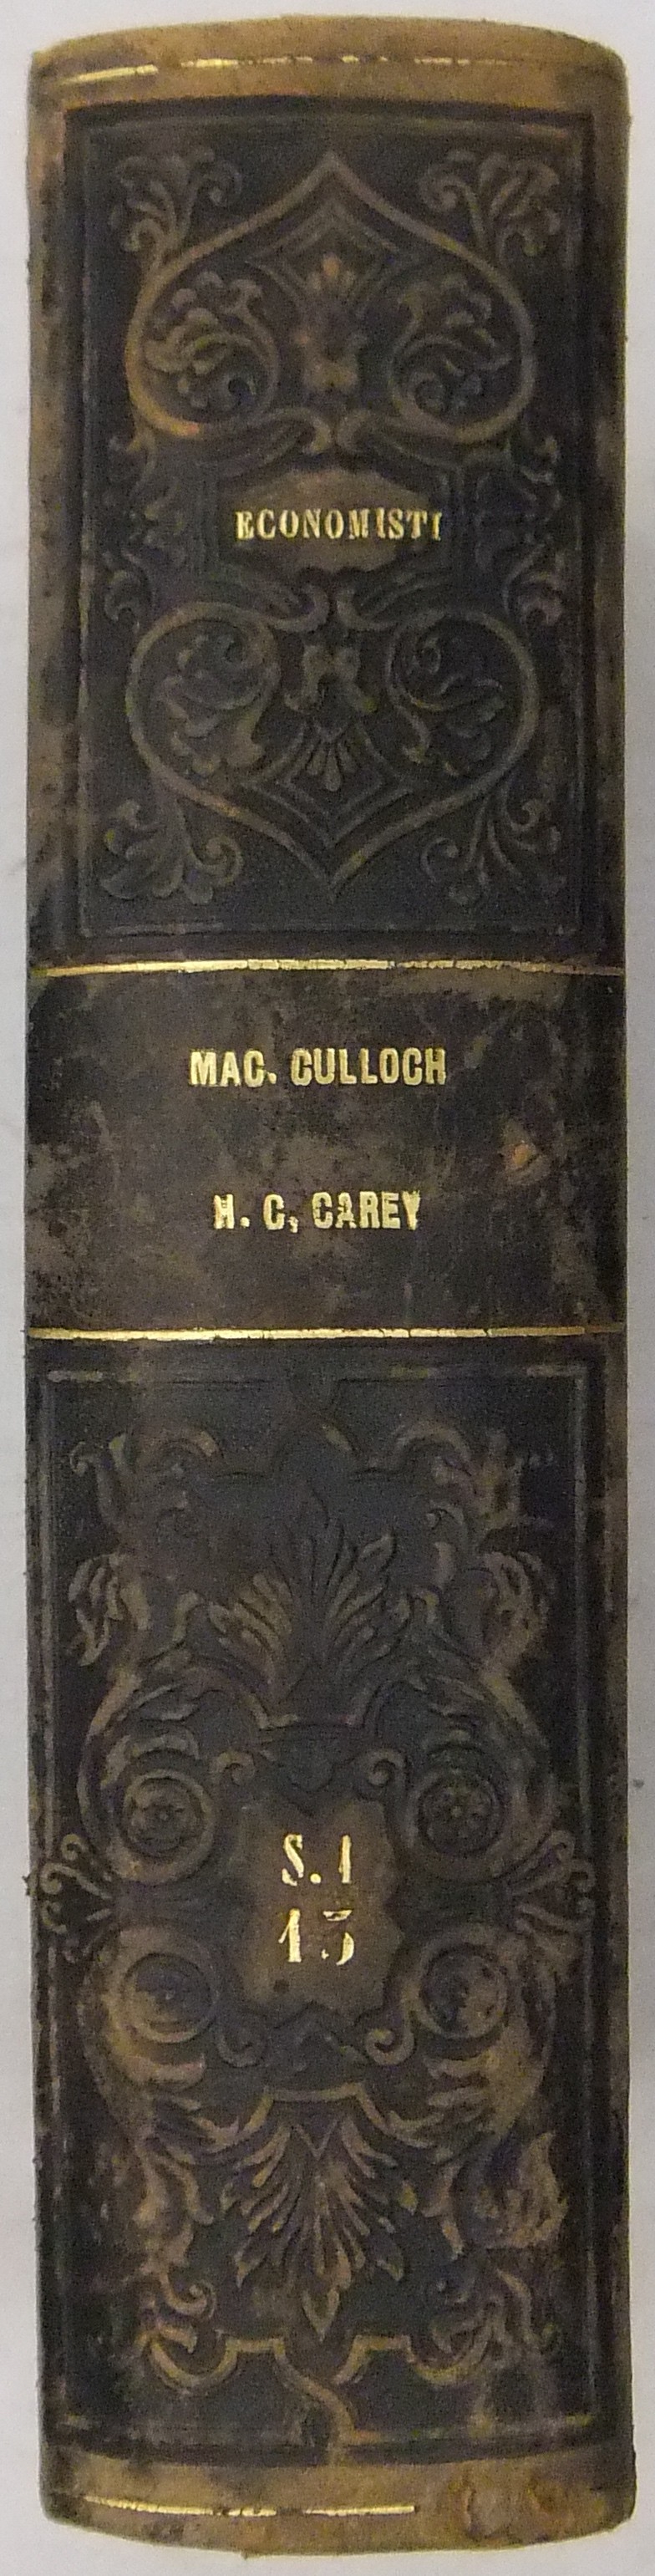 ECONOMISTI
MAC. CULLOCH
H. C, CAREY
S. 1
13